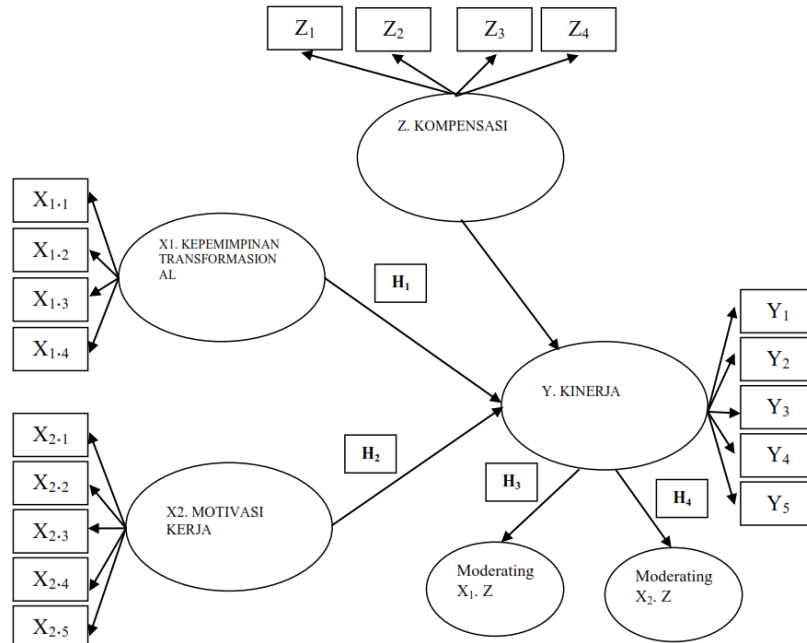 Z1 Z2 Z3 Z4
Z. KOMPENSASI
X1.1
X1.2
X1.3
X1.4
X1. KEPEMIMPINAN
TRANSFORMASION
AL
H1
Y1
Y2
Y3
Y4
Y5
Y. KINERJA
X2.1
X2.2
X2.3
X2.4
X2.5
X2. MOTIVASI
KERJA
H2
H3
H4
Moderating
X1. Z
Moderating
X2. Z